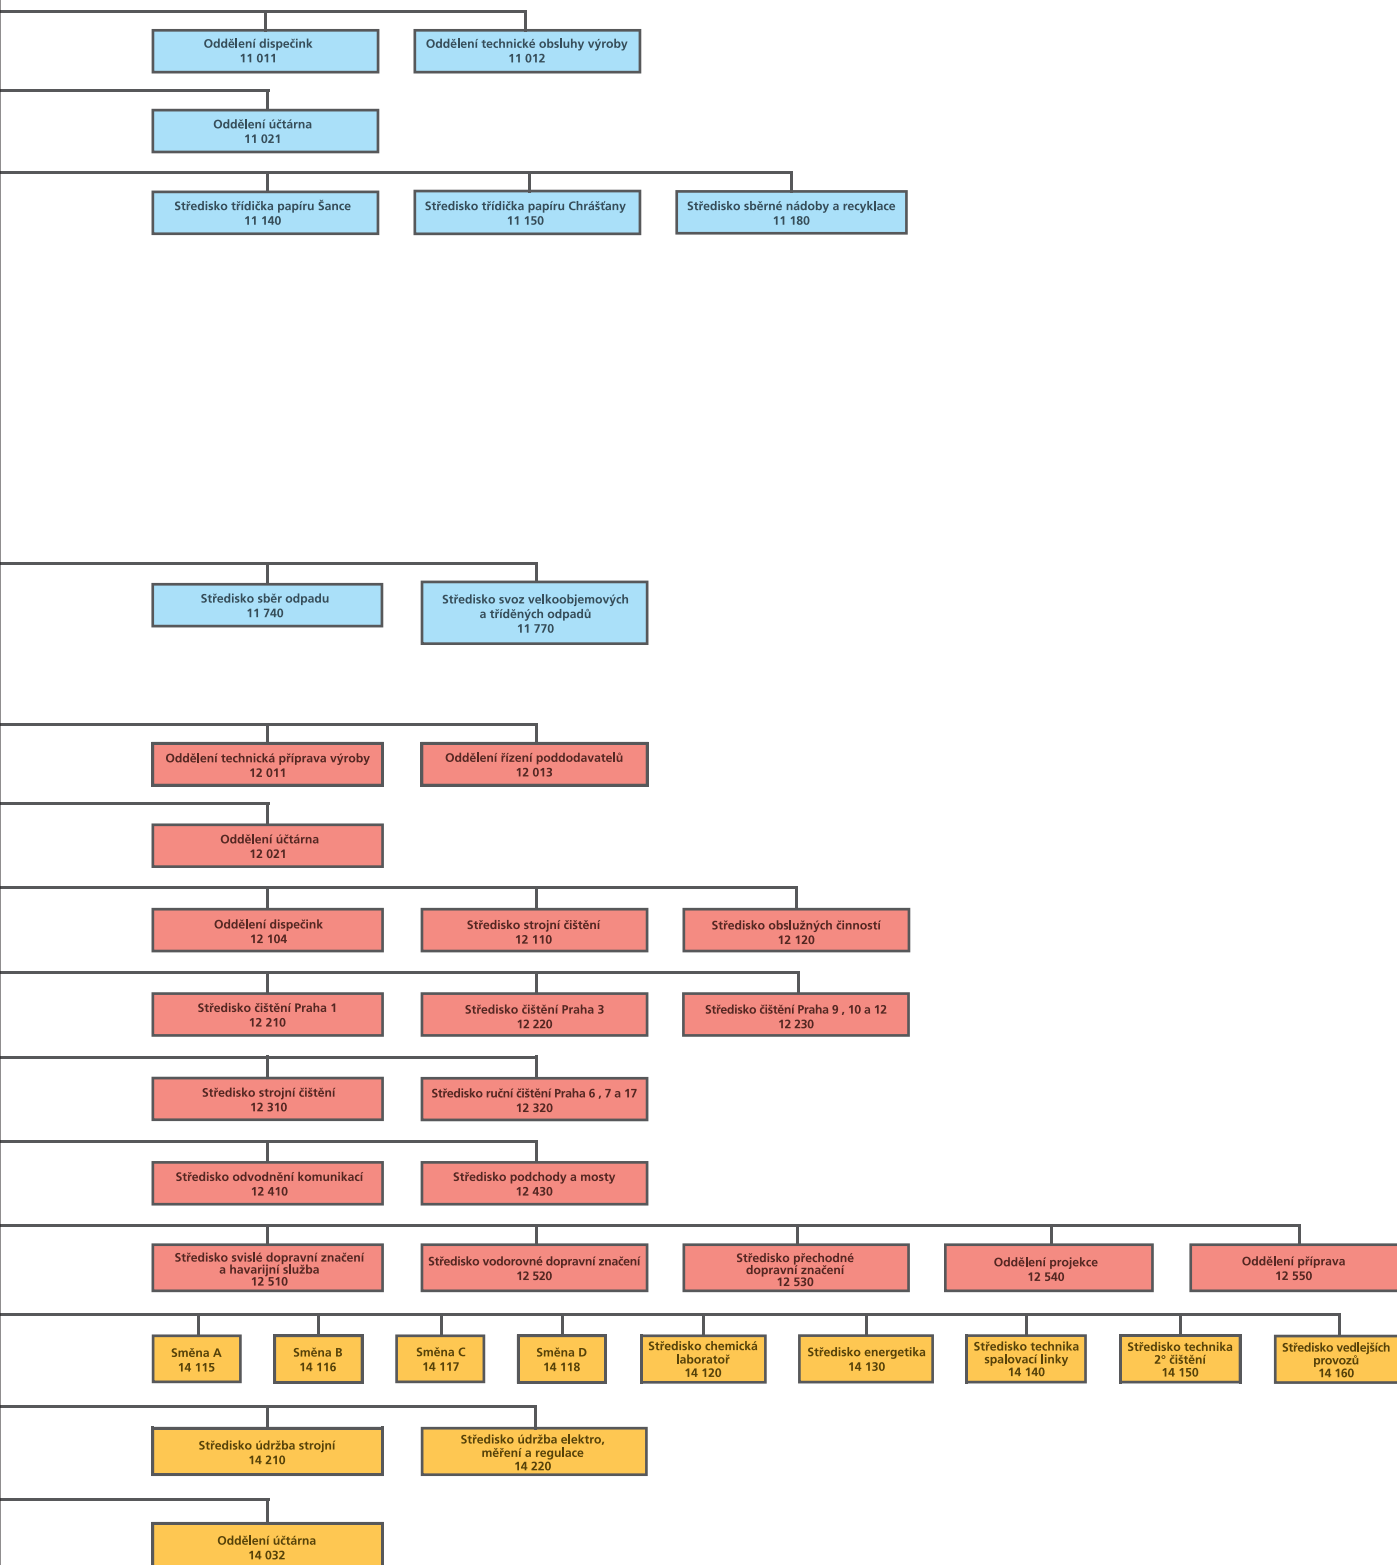 Oddělení dispečink
11 011
Oddělení technické obsluhy výroby
11 012
Oddělení účtárna
11 021
Středisko třídička papíru Šance
11 140
Středisko třídička papíru Chrášťany
11 150
Středisko sběrné nádoby a recyklace
11 180
Středisko sběr odpadu
11 740
Středisko svoz velkoobjemových
a tříděných odpadů
11 770
Oddělení technická příprava výroby
12 011
Oddělení řízení poddodavatelů
12 013
Oddělení účtárna
12 021
Oddělení dispečink
12 104
Středisko strojní čištění
12 110
Středisko obslužných činností
12 120
Středisko čištění Praha 1
12 210
Středisko čištění Praha 3
12 220
Středisko čištění Praha 9 , 10 a 12
12 230
Středisko strojní čištění
12 310
Středisko ruční čištění Praha 6 , 7 a 17
12 320
Středisko odvodnění komunikací
12 410
Středisko podchody a mosty
12 430
Středisko svislé dopravní značení
a havarijní služba
12 510
Středisko vodorovné dopravní značení
12 520
Středisko přechodné
dopravní značení
12 530
Oddělení projekce
12 540
Oddělení příprava
12 550
Směna A
14 115
Směna B
14 116
Směna C
14 117
Směna D
14 118
Středisko chemická
laboratoř
14 120
Středisko energetika
14 130
Středisko technika
spalovací linky
14 140
Středisko technika
2° čištění
14 150
Středisko vedlejších
provozů
14 160
Středisko údržba strojní
14 210
Středisko údržba elektro,
měření a regulace
14 220
Oddělení účtárna
14 032